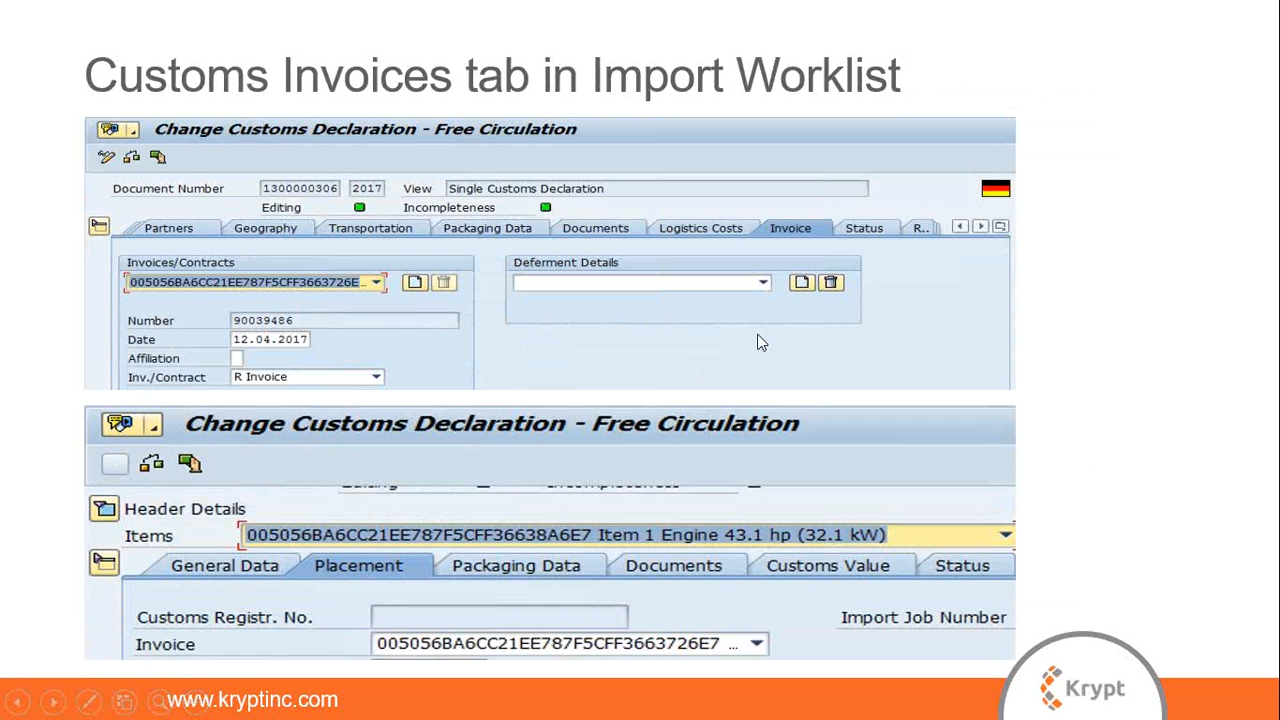 Customs Invoices tab in Import Worklist
Change Customs Declaration - Free Circulation
Document Number 1300000306 2017 View Single Customs Declaration
Editing Incompleteness
Partners Geography Transportation Packaging Data Documents Logistics Costs Invoice Status R..
Invoices/Contracts Deferment Details
005056BA6CC21EE787F5CFF3663726E...
Number 90039486
Date 12.04.2017
Affiliation
Inv./Contract R Invoice
Change Customs Declaration - Free Circulation
Header Details
Items 005056BA6CC21EE787F5CFF36638A6E7 Item 1 Engine 43.1 hp (32.1 kW)
General Data Placement Packaging Data Documents Customs Value Status
Customs Registr. No. Import Job Number
Invoice 005056BA6CC21EE787F5CFF3663726E7 ...
www.kryptinc.com
Krypt